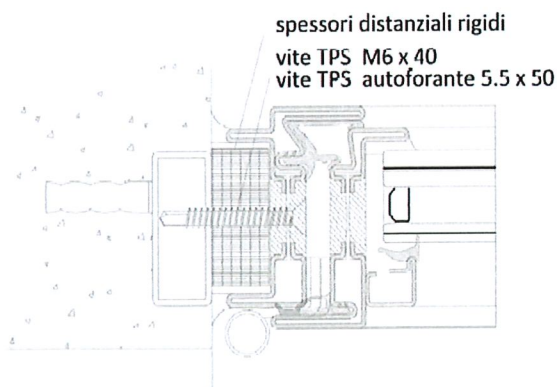 spessori distanziali rigidi
vite TPS M6 x 40
vite TPS autoforante 5.5 x 50